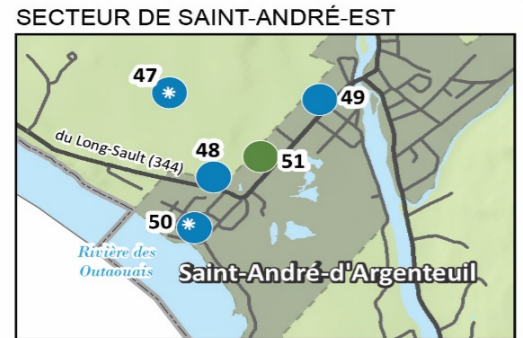 SECTEUR DE SAINT-ANDRÉ-EST
47
49
du Long-Sault (344)
48
51
50
Rivière des
Outaouais
Saint-André-d'Argenteuil